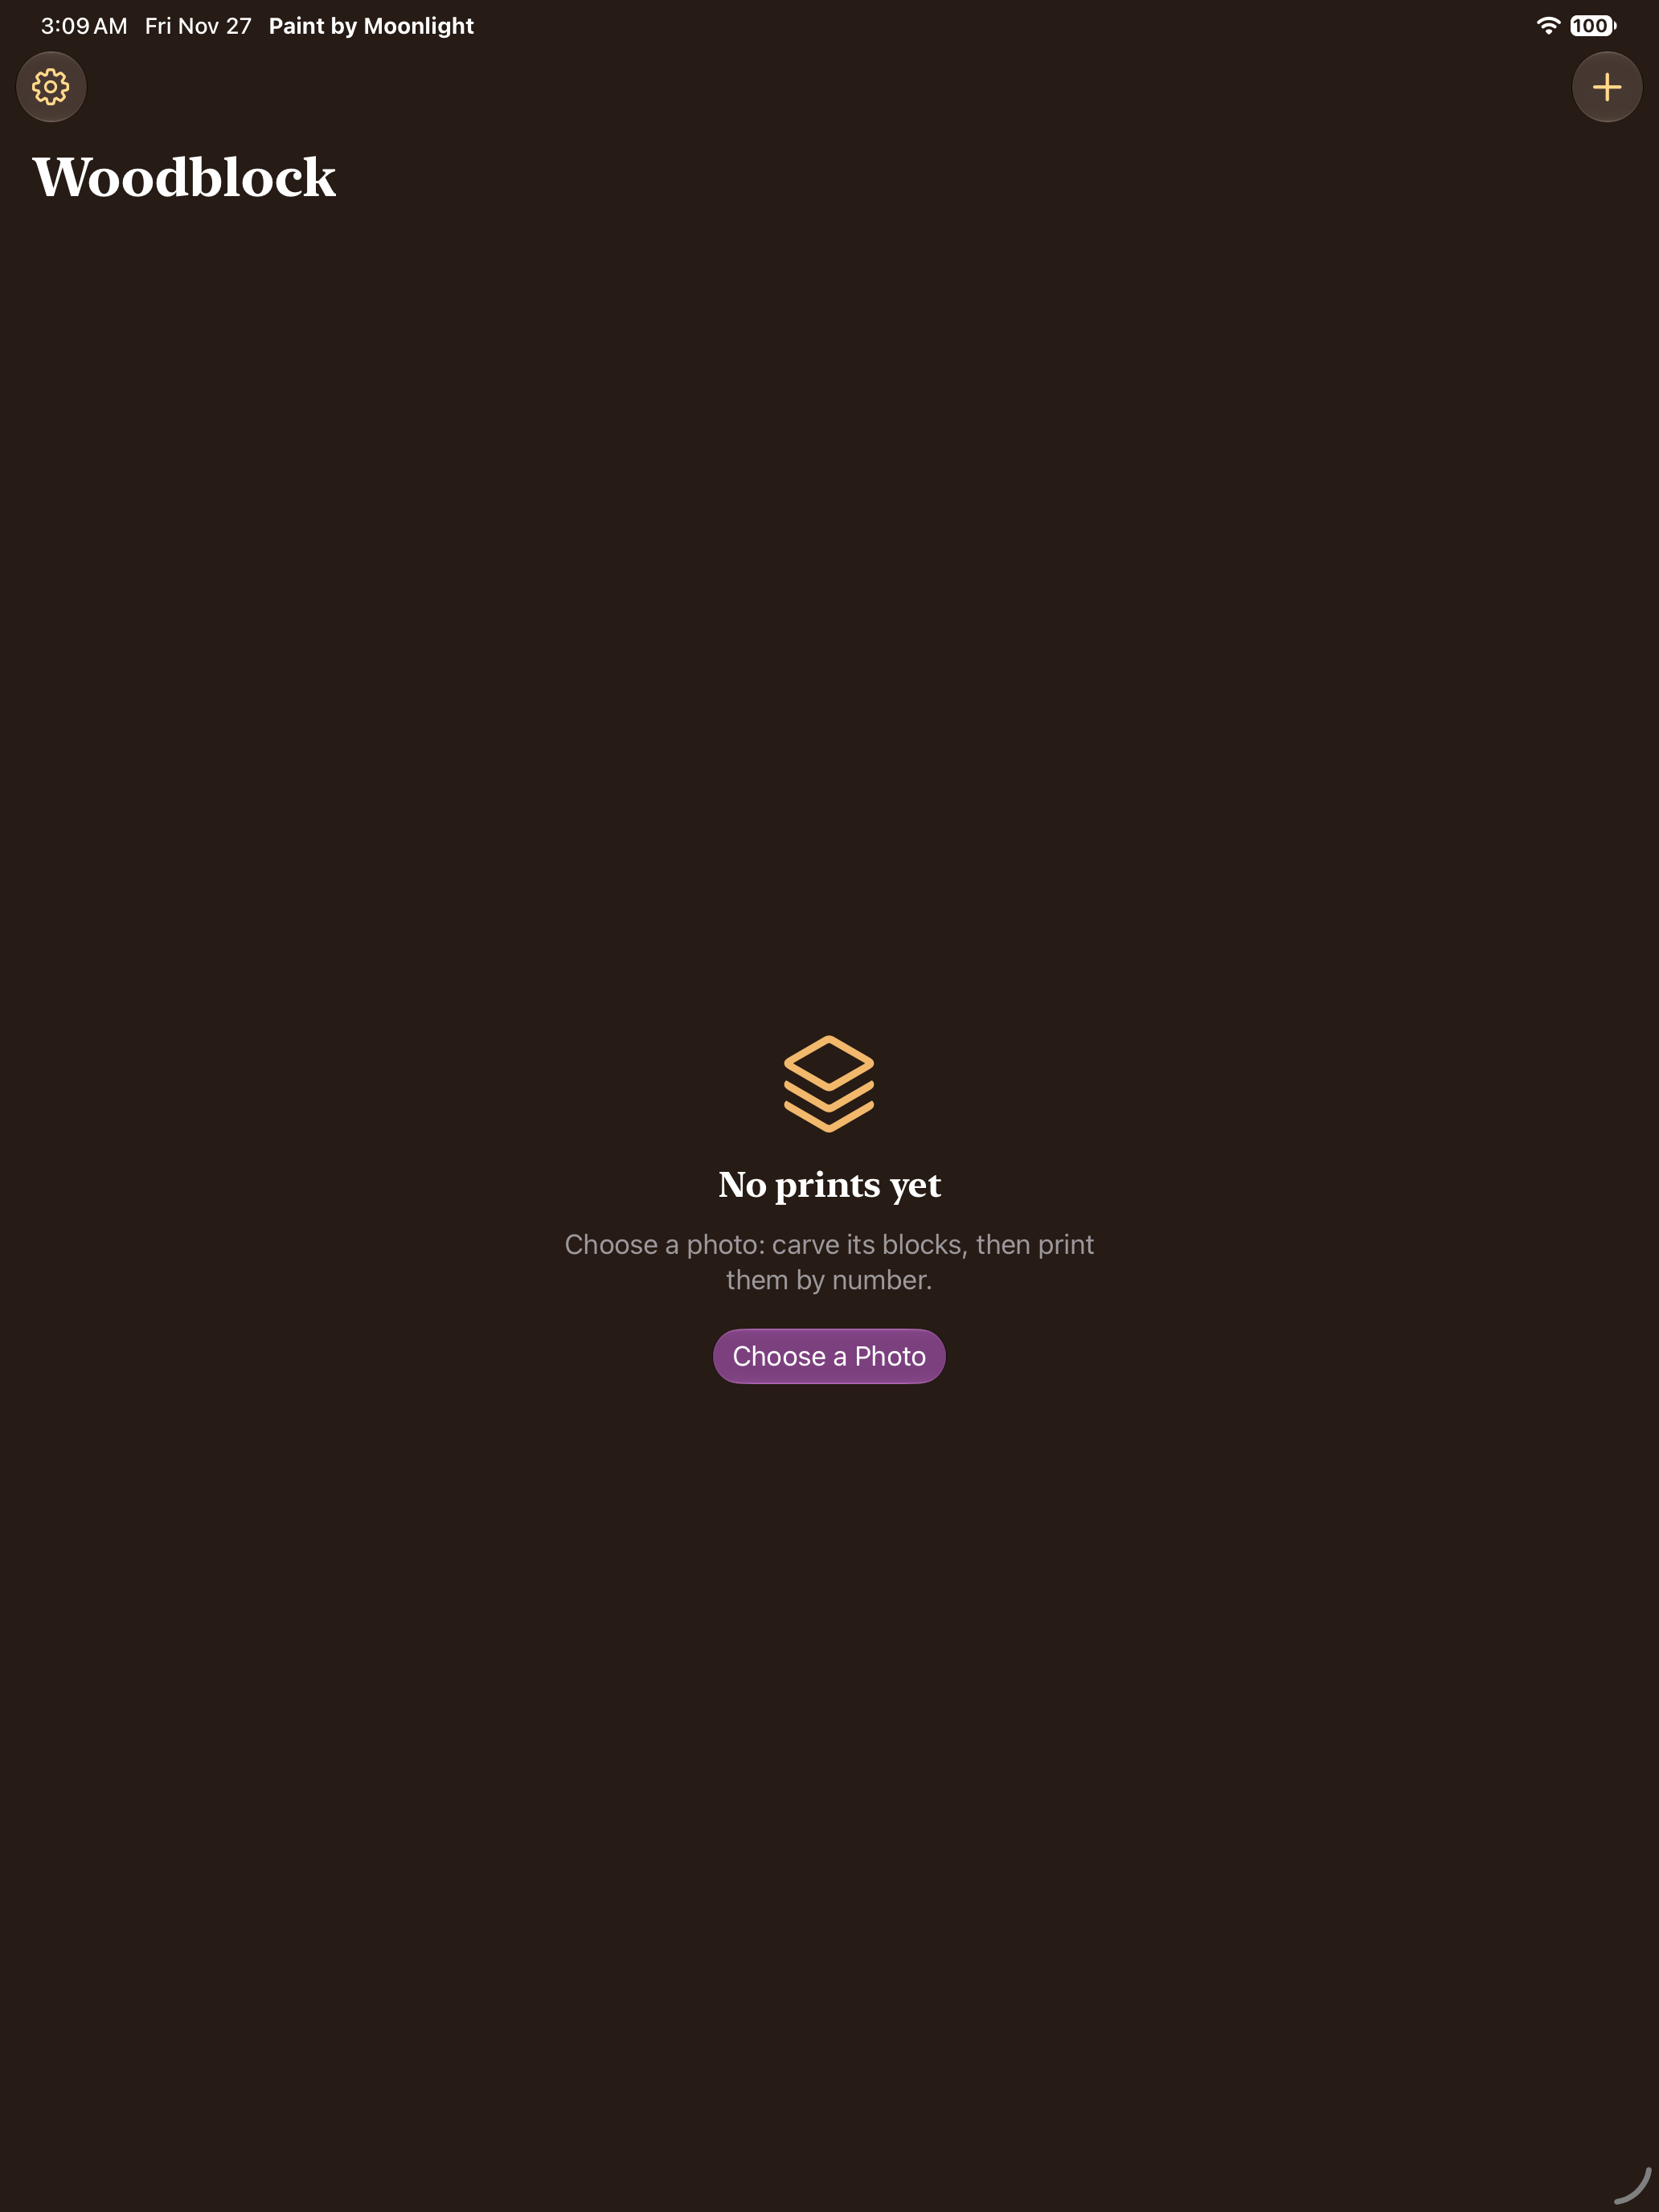 3:09 AM Fri Nov 27 Paint by Moonlight 100
Woodblock
No prints yet
Choose a photo: carve its blocks, then print
them by number.
Choose a Photo